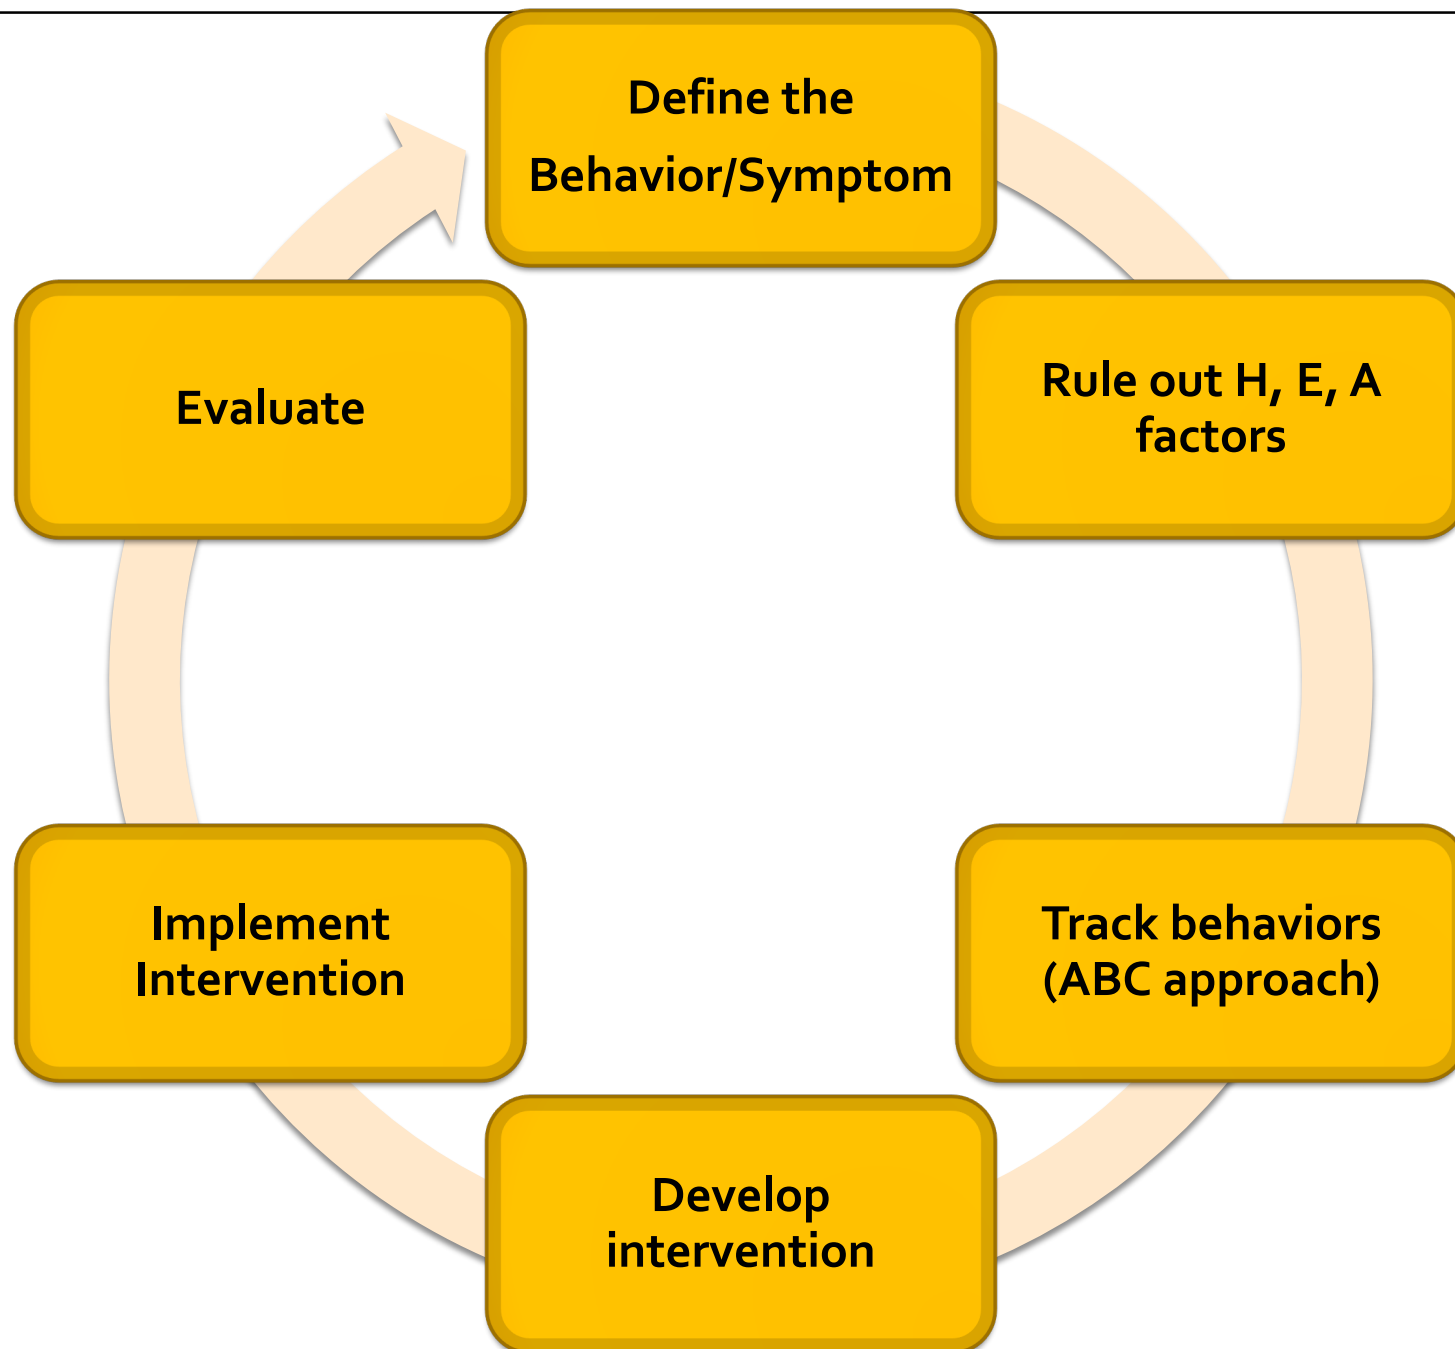 Define the
Behavior/Symptom
Rule out H, E, A
factors
Track behaviors
(ABC approach)
Develop
intervention
Implement
Intervention
Evaluate